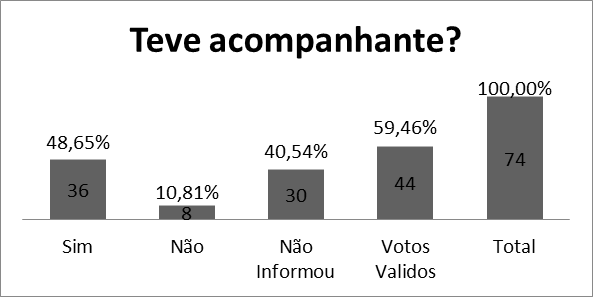 Teve acompanhante?
48,65%
10,81%
40,54%
59,46%
100,00%
36
8
30
44
74
Sim
Não
Não
Informou
Votos
Validos
Total